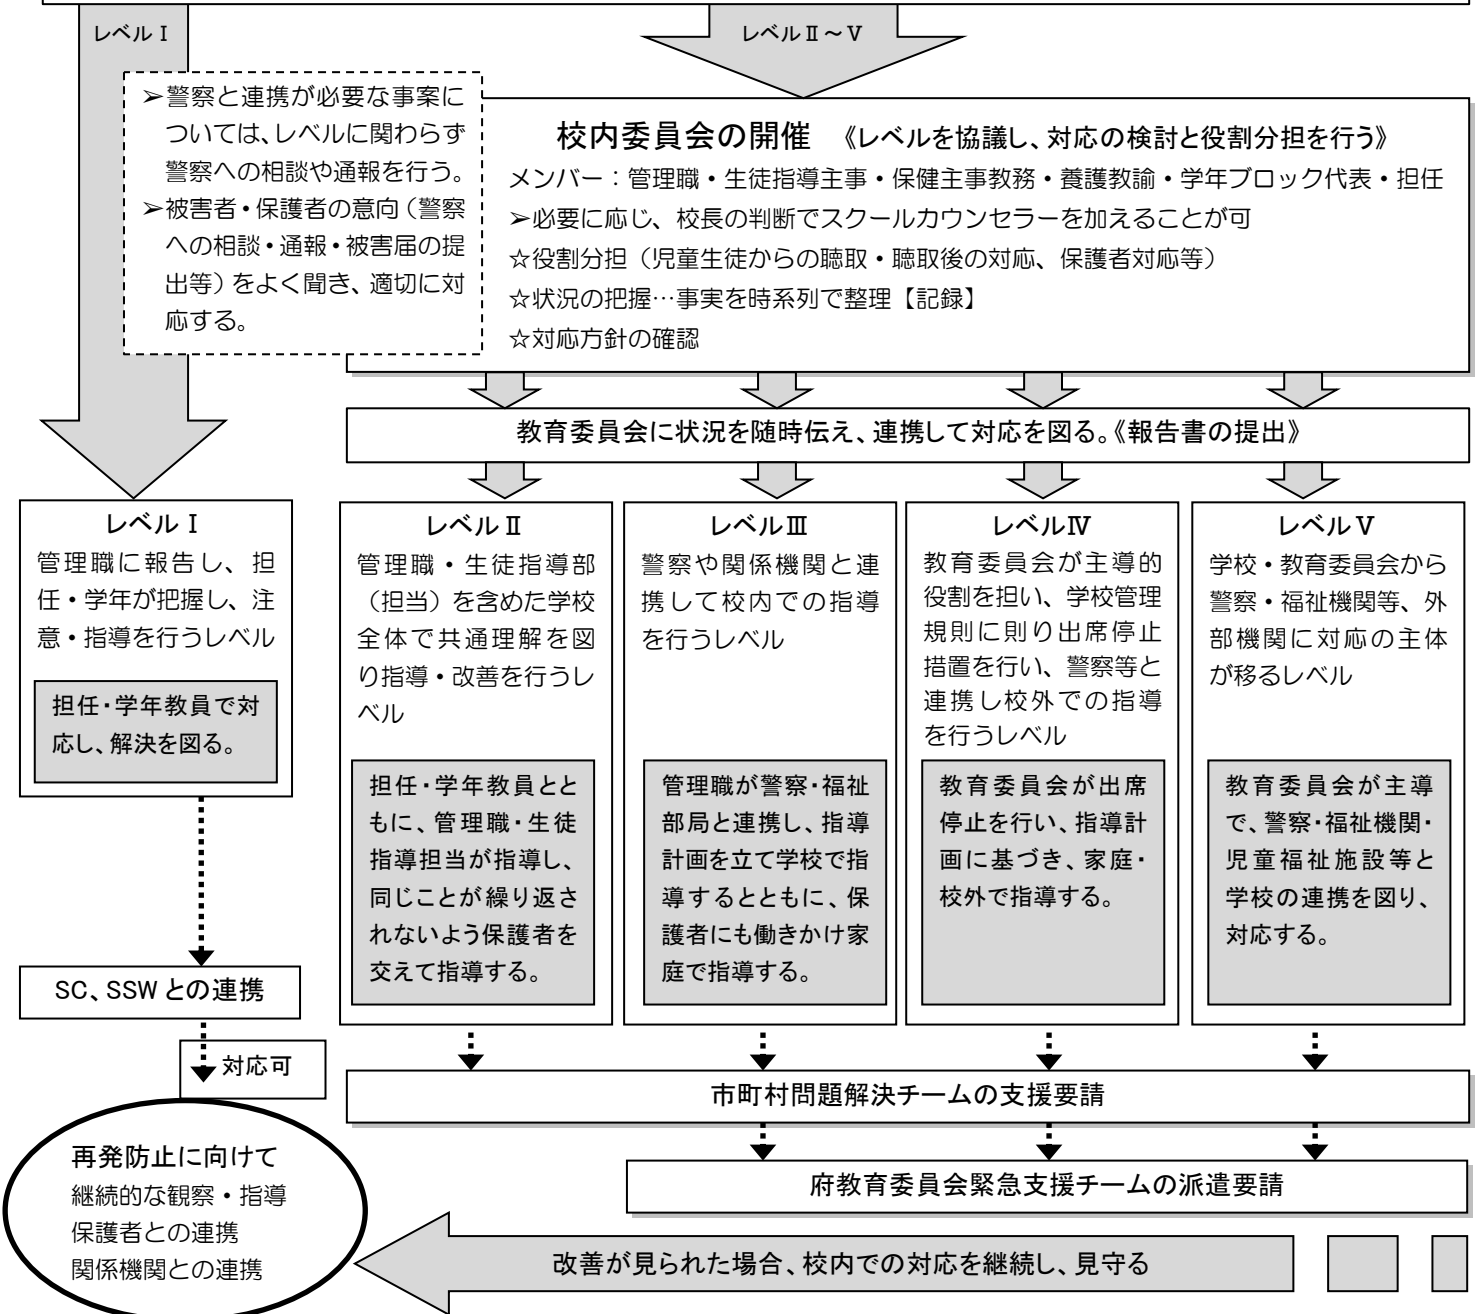 レベルⅠ
レベルⅡ～Ⅴ
➢警察と連携が必要な事案に
ついては、レベルに関わらず
警察への相談や通報を行う。
➢被害者・保護者の意向（警察
への相談・通報・被害届の提
出等）をよく聞き、適切に対
応する。
校内委員会の開催 《レベルを協議し、対応の検討と役割分担を行う》
メンバー：管理職・生徒指導主事・保健主事教務・養護教諭・学年ブロック代表・担任
➢必要に応じ、校長の判断でスクールカウンセラーを加えることが可
☆役割分担（児童生徒からの聴取・聴取後の対応、保護者対応等）
☆状況の把握…事実を時系列で整理【記録】
☆対応方針の確認
教育委員会に状況を随時伝え、連携して対応を図る。《報告書の提出》
レベルⅠ
管理職に報告し、担
任・学年が把握し、注
意・指導を行うレベル
担任・学年教員で対
応し、解決を図る。
レベルⅡ
管理職・生徒指導部
（担当）を含めた学校
全体で共通理解を図
り指導・改善を行うレ
ベル
担任・学年教員とと
もに、管理職・生徒
指導担当が指導し、
同じことが繰り返さ
れないよう保護者を
交えて指導する。
レベルⅢ
警察や関係機関と連
携して校内での指導
を行うレベル
管理職が警察・福祉
部局と連携し、指導
計画を立て学校で指
導するとともに、保
護者にも働きかけ家
庭で指導する。
レベルⅣ
教育委員会が主導的
役割を担い、学校管理
規則に則り出席停止
措置を行い、警察等と
連携し校外での指導
を行うレベル
教育委員会が出席
停止を行い、指導計
画に基づき、家庭・
校外で指導する。
レベルⅤ
学校・教育委員会から
警察・福祉機関等、外
部機関に対応の主体
が移るレベル
教育委員会が主導
で、警察・福祉機関・
児童福祉施設等と
学校の連携を図り、
対応する。
SC、SSWとの連携
対応可
市町村問題解決チームの支援要請
府教育委員会緊急支援チームの派遣要請
再発防止に向けて
継続的な観察・指導
保護者との連携
関係機関との連携
改善が見られた場合、校内での対応を継続し、見守る